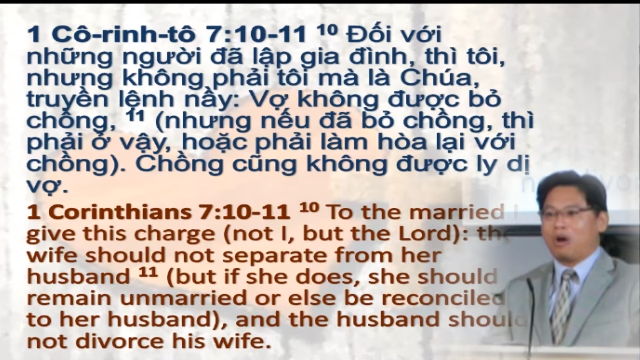 1 Cô-rinh-tô 7:10-11 ¹⁰ Đối với
những người đã lập gia đình, thì tôi,
nhưng không phải tôi mà là Chúa,
truyền lệnh nầy: Vợ không được bỏ
chồng, ¹¹ (nhưng nếu đã bỏ chồng, thì
phải ở vậy, hoặc phải làm hòa lại với
chồng). Chồng cũng không được ly dị
vợ.
1 Corinthians 7:10-11 ¹⁰ To the married I
give this charge (not I, but the Lord): the
wife should not separate from her
husband ¹¹ (but if she does, she should
remain unmarried or else be reconciled
to her husband), and the husband should
not divorce his wife.